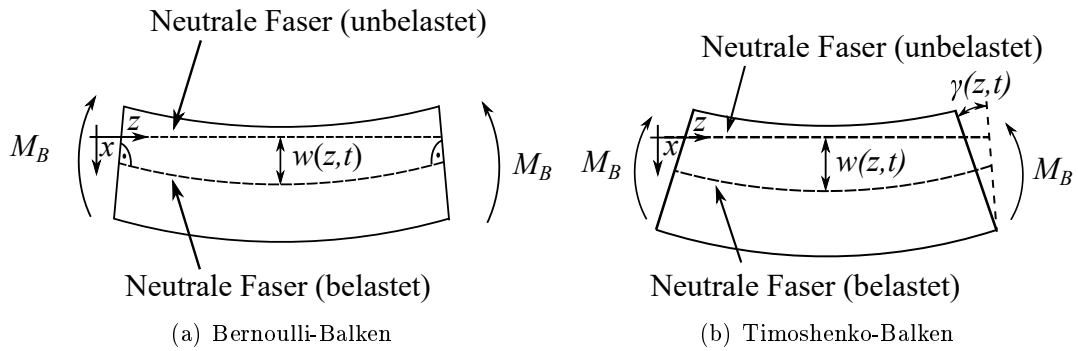 Neutrale Faser (unbelastet)
M_B
z
x
w(z,t)
M_B
Neutrale Faser (belastet)
(a) Bernoulli-Balken
Neutrale Faser (unbelastet)
γ(z,t)
M_B
z
x
w(z,t)
M_B
Neutrale Faser (belastet)
(b) Timoshenko-Balken